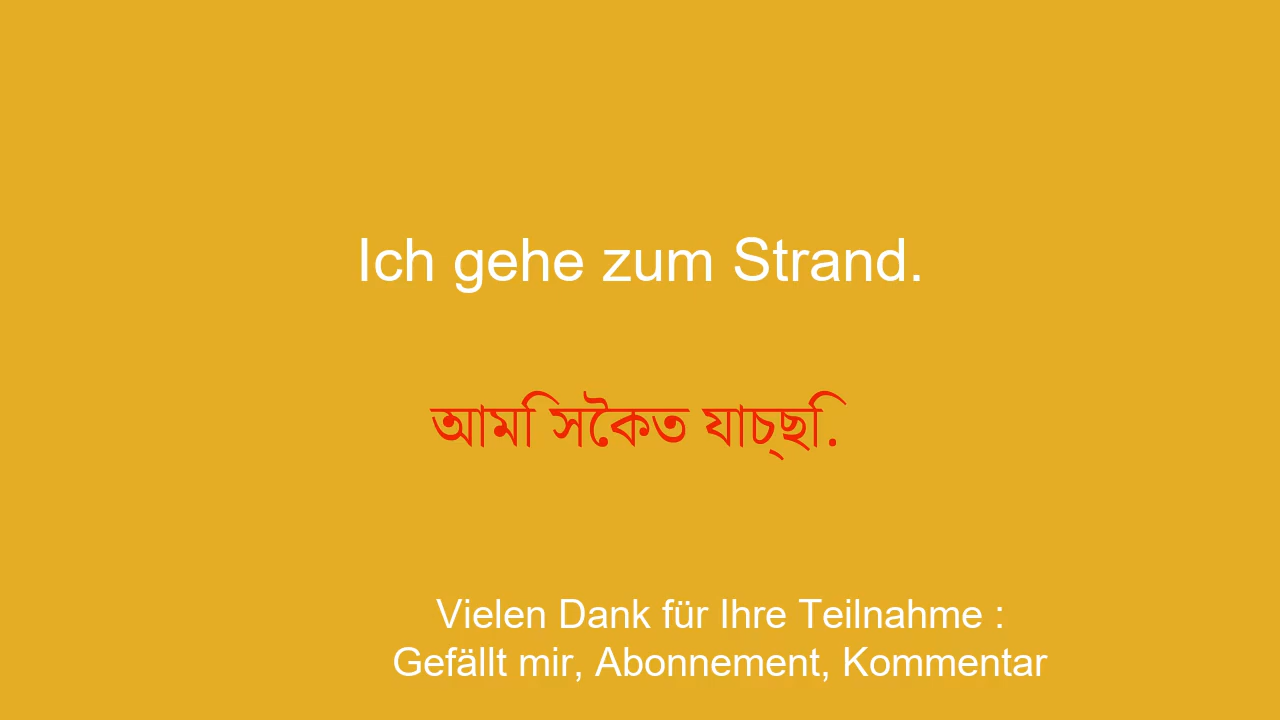 Ich gehe zum Strand.
আমি সৈকত যাচ্ছি.
Vielen Dank für Ihre Teilnahme :
Gefällt mir, Abonnement, Kommentar